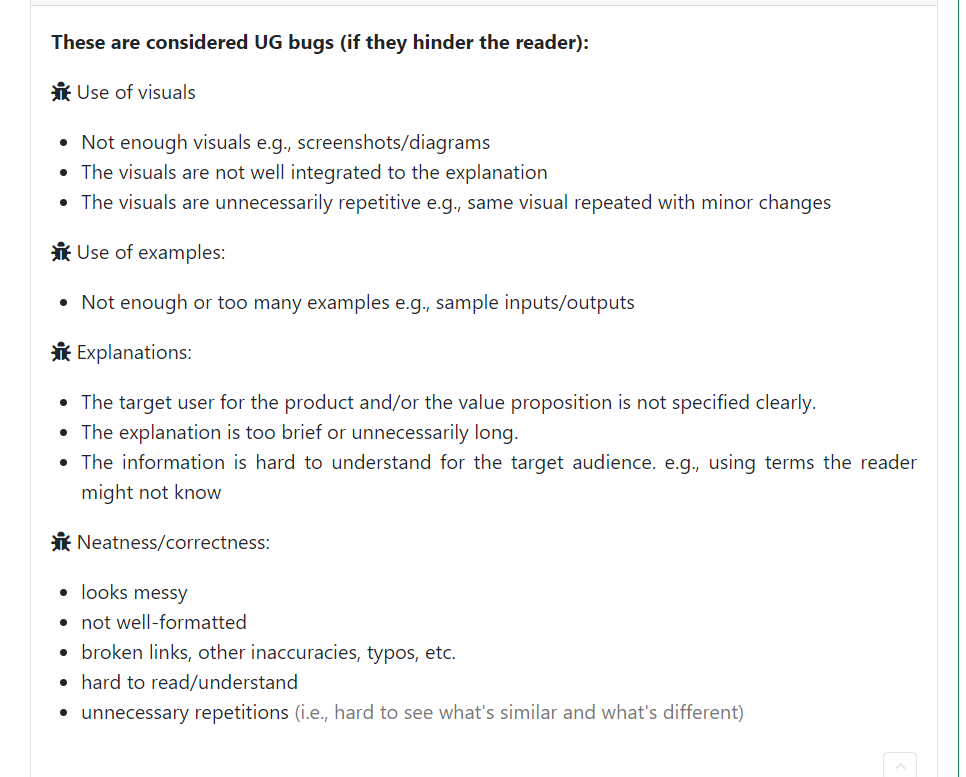 These are considered UG bugs (if they hinder the reader):
Use of visuals
Not enough visuals e.g., screenshots/diagrams
The visuals are not well integrated to the explanation
The visuals are unnecessarily repetitive e.g., same visual repeated with minor changes
Use of examples:
Not enough or too many examples e.g., sample inputs/outputs
Explanations:
The target user for the product and/or the value proposition is not specified clearly.
The explanation is too brief or unnecessarily long.
The information is hard to understand for the target audience. e.g., using terms the reader
might not know
Neatness/correctness:
looks messy
not well-formatted
broken links, other inaccuracies, typos, etc.
hard to read/understand
unnecessary repetitions (i.e., hard to see what's similar and what's different)